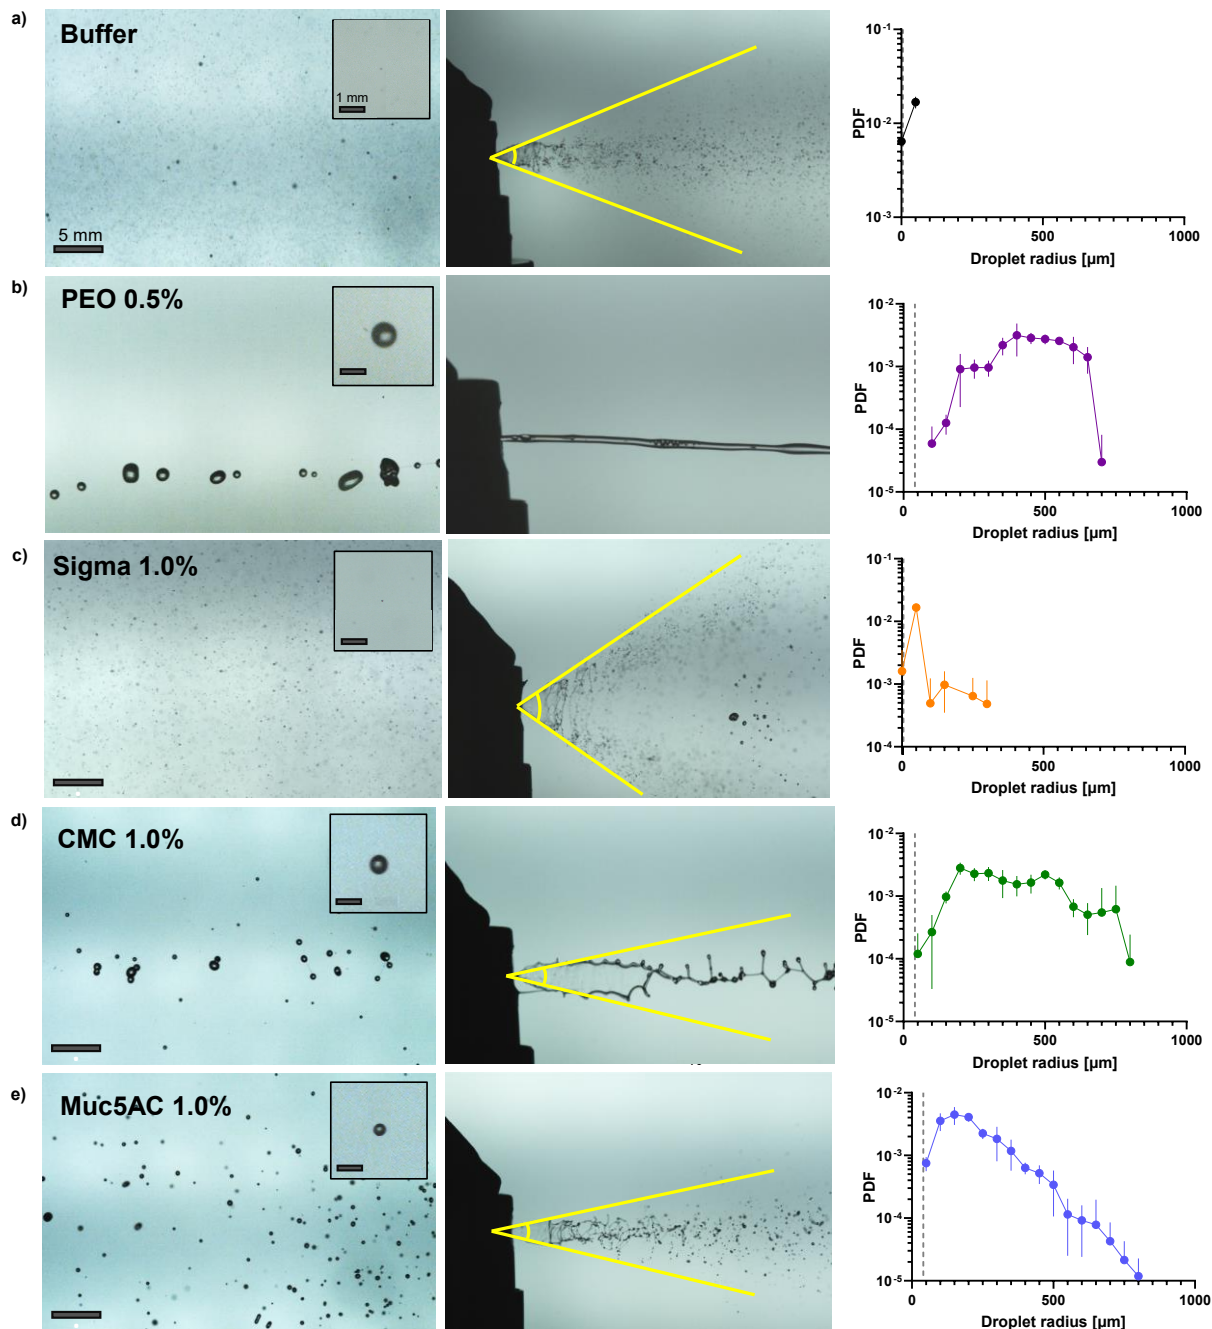 a)
Buffer
1 mm
5 mm
PDF
10-1
10-2
10-3
0
500
1000
Droplet radius [µm]
b)
PEO 0.5%
PDF
10-2
10-3
10-4
10-5
0
500
1000
Droplet radius [µm]
c)
Sigma 1.0%
PDF
10-1
10-2
10-3
10-4
0
500
1000
Droplet radius [µm]
d)
CMC 1.0%
PDF
10-2
10-3
10-4
10-5
0
500
1000
Droplet radius [µm]
e)
Muc5AC 1.0%
PDF
10-2
10-3
10-4
10-5
0
500
1000
Droplet radius [µm]